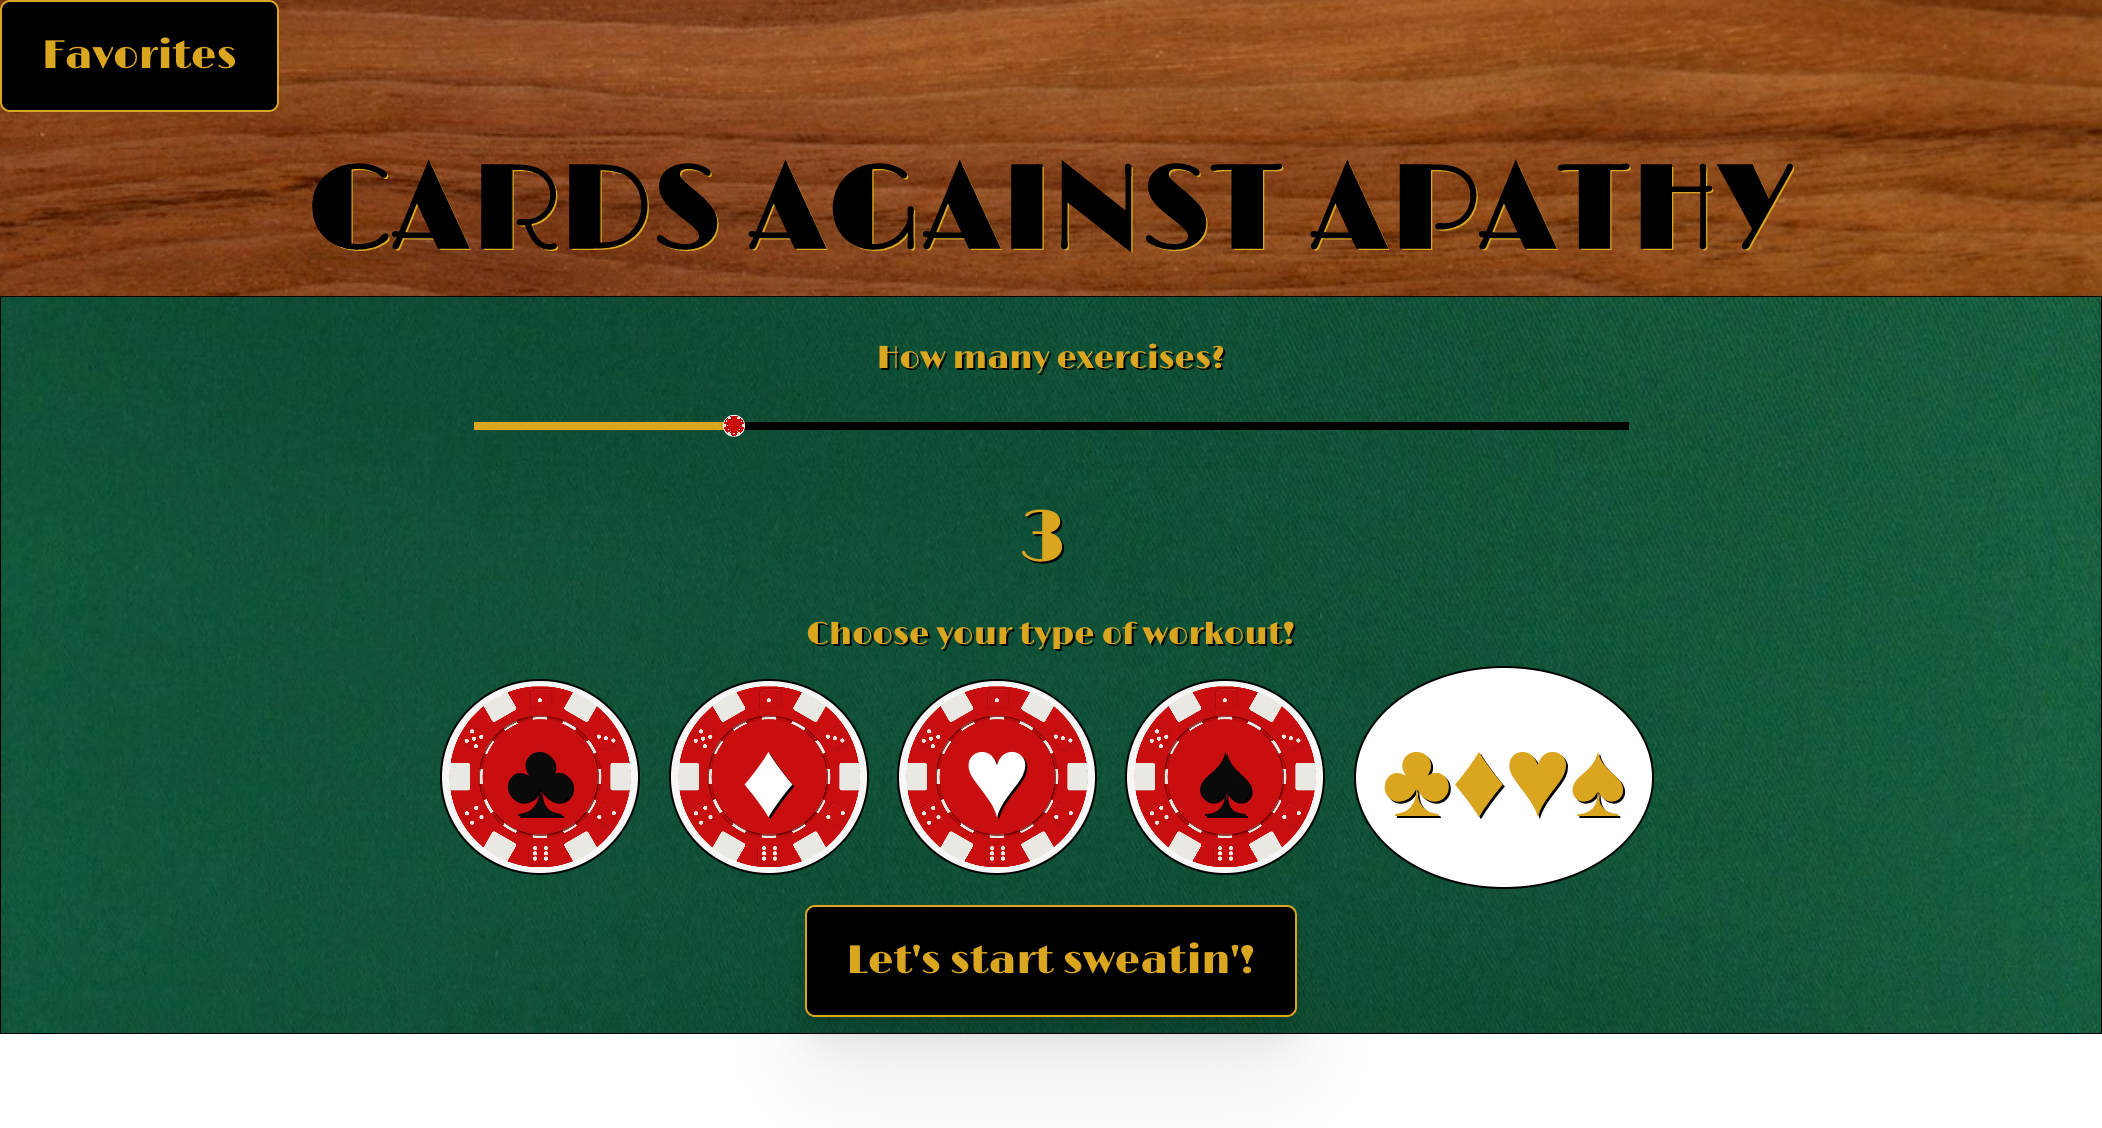 Favorites
CARDS AGAINST APATHY
How many exercises?
3
Choose your type of workout!
♣ ♦ ♥ ♠ ♣♦♥♠
Let's start sweatin'!